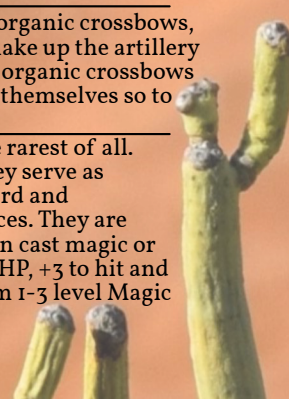 organic crossbows,
ake up the artillery
organic crossbows
themselves so to
rarest of all.
ey serve as
rd and
ces. They are
n cast magic or
HP, +3 to hit and
m 1-3 level Magic